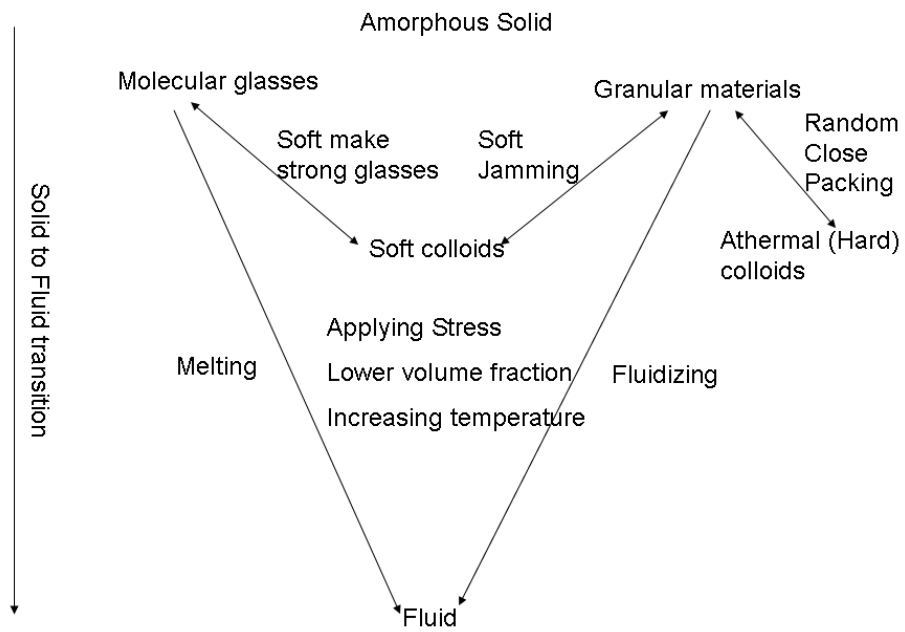 Amorphous Solid
Molecular glasses
Granular materials
Soft make
strong glasses
Soft
Jamming
Random
Close
Packing
Soft colloids
Athermal (Hard)
colloids
Solid to Fluid transition
Applying Stress
Lower volume fraction
Increasing temperature
Melting
Fluidizing
Fluid